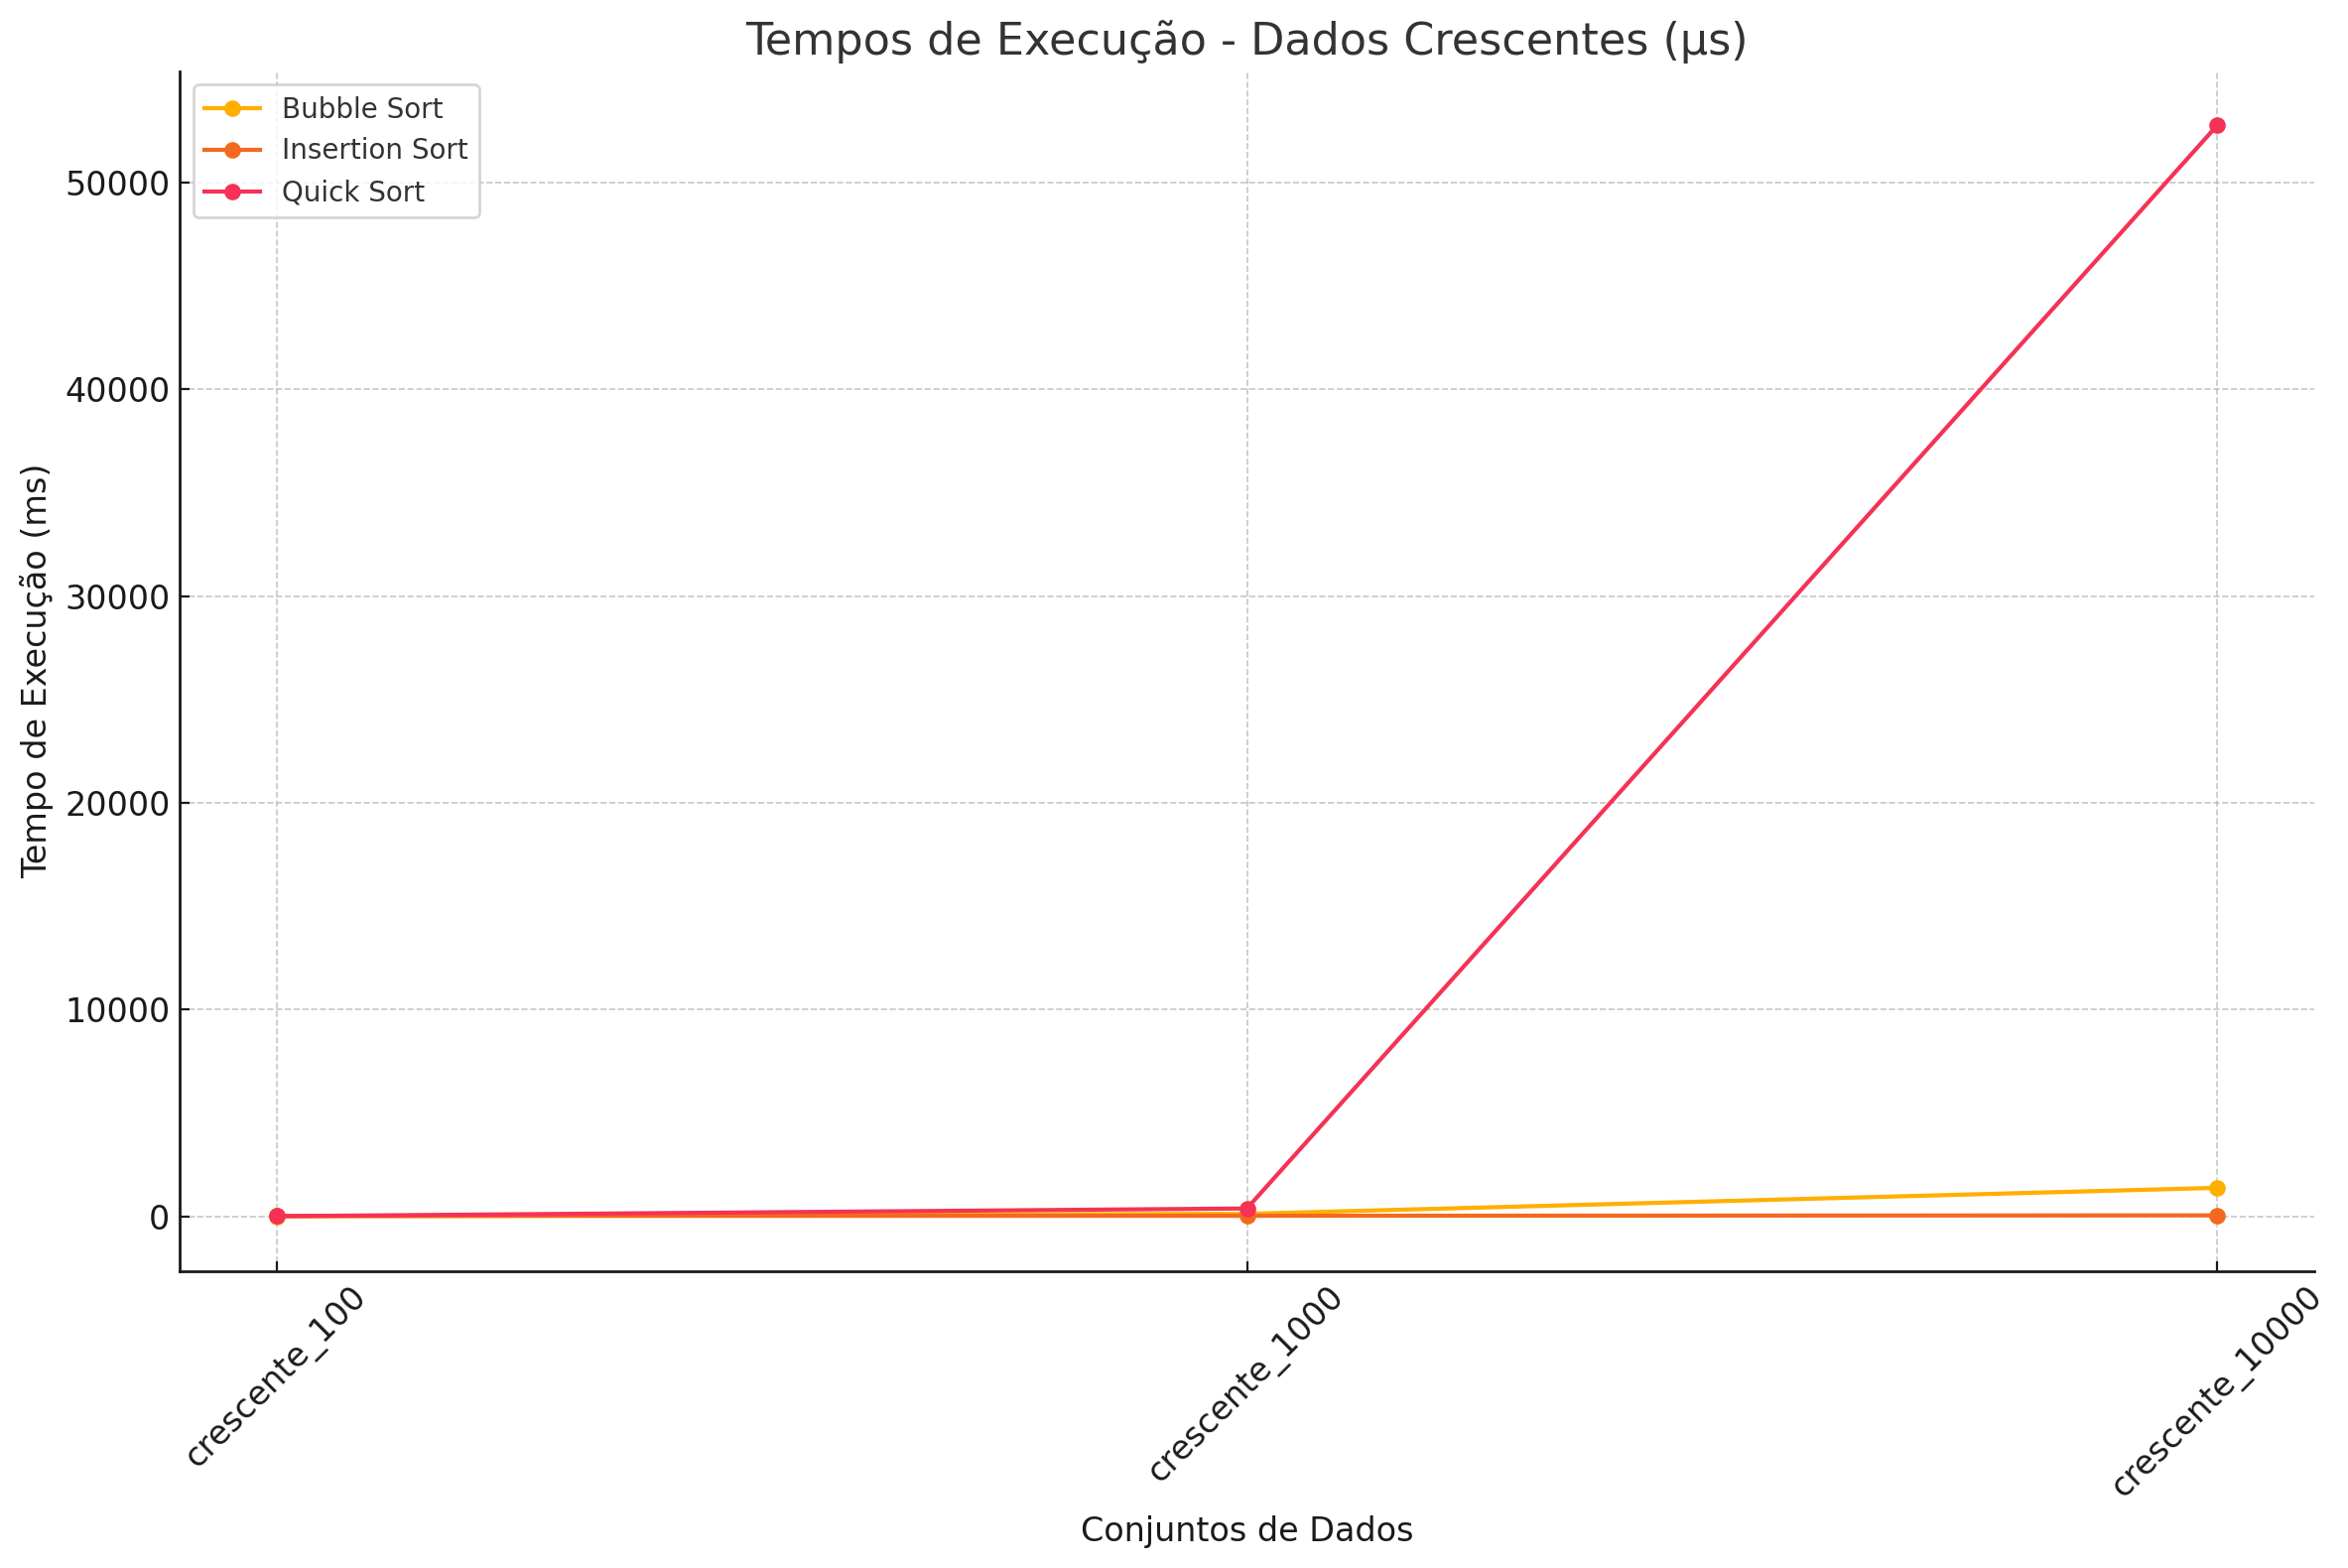 Tempos de Execução - Dados Crescentes (µs)
Bubble Sort
Insertion Sort
Quick Sort
Tempo de Execução (ms)
50000
40000
30000
20000
10000
0
crescente_100
crescente_1000
crescente_10000
Conjuntos de Dados